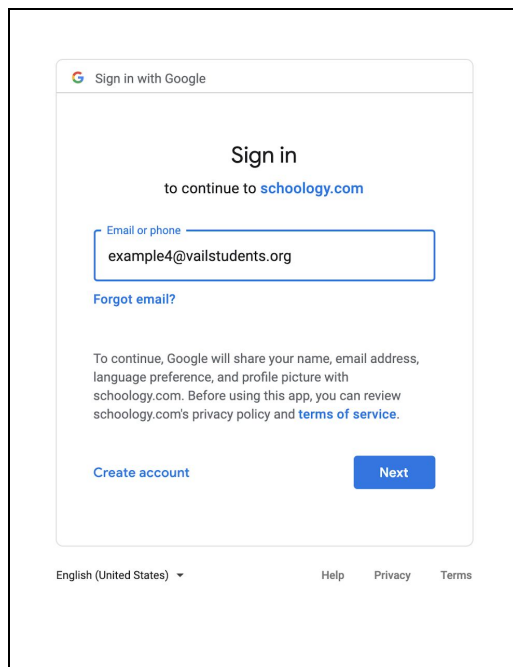 Sign in with Google
Sign in
to continue to schoology.com
Email or phone
example4@vailstudents.org
Forgot email?
To continue, Google will share your name, email address,
language preference, and profile picture with
schoology.com. Before using this app, you can review
schoology.com's privacy policy and terms of service.
Create account
Next
English (United States)
Help Privacy Terms